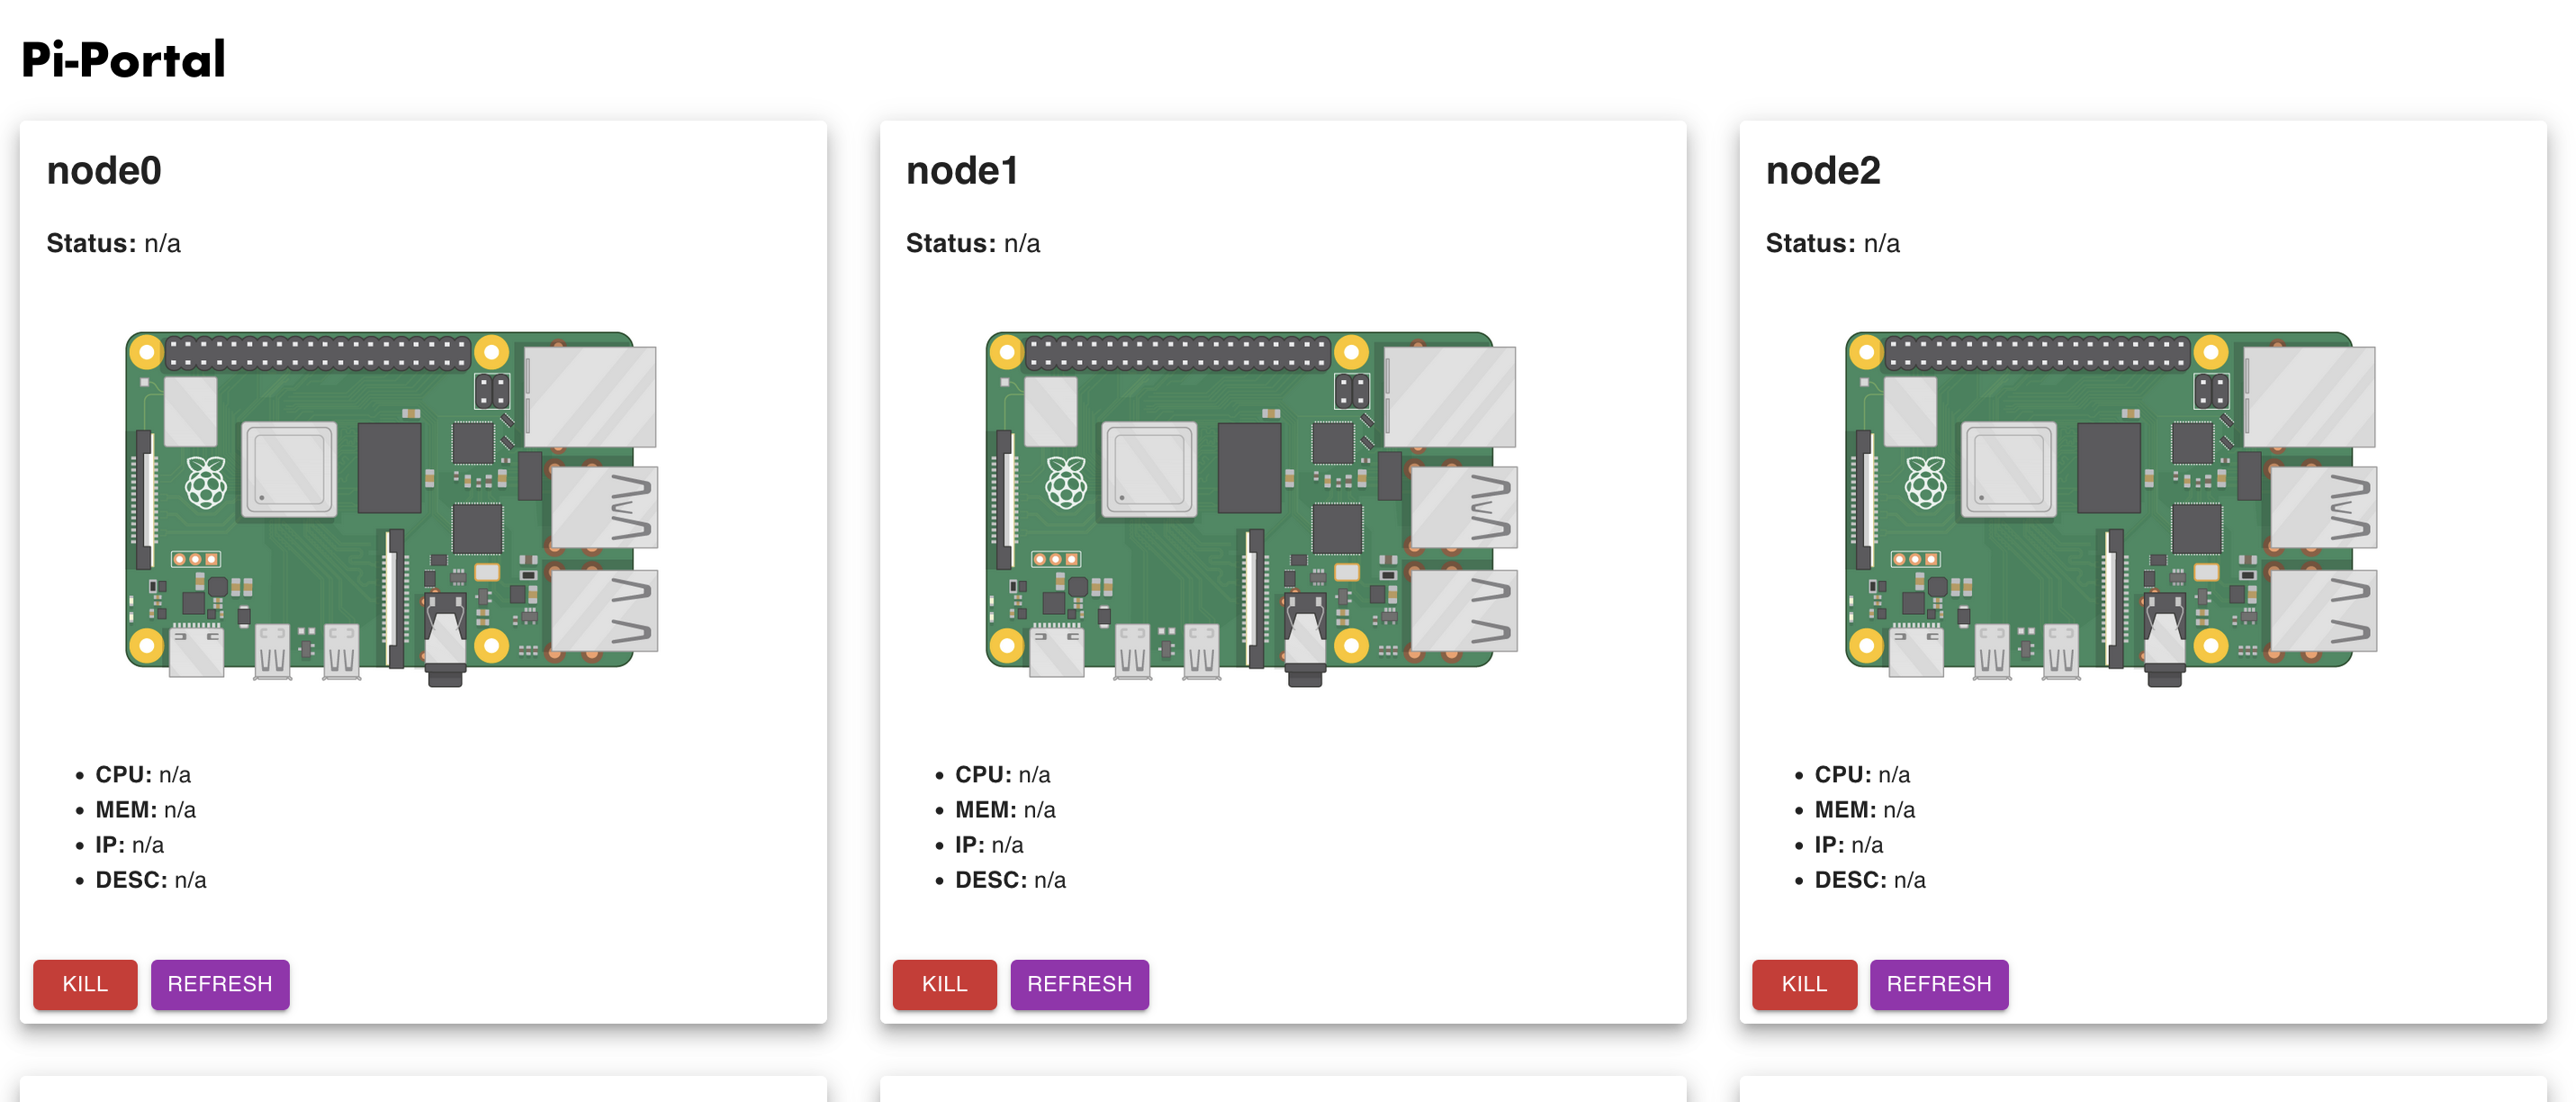 Pi-Portal
node0
Status: n/a
CPU: n/a
MEM: n/a
IP: n/a
DESC: n/a
KILL
REFRESH
node1
Status: n/a
CPU: n/a
MEM: n/a
IP: n/a
DESC: n/a
KILL
REFRESH
node2
Status: n/a
CPU: n/a
MEM: n/a
IP: n/a
DESC: n/a
KILL
REFRESH